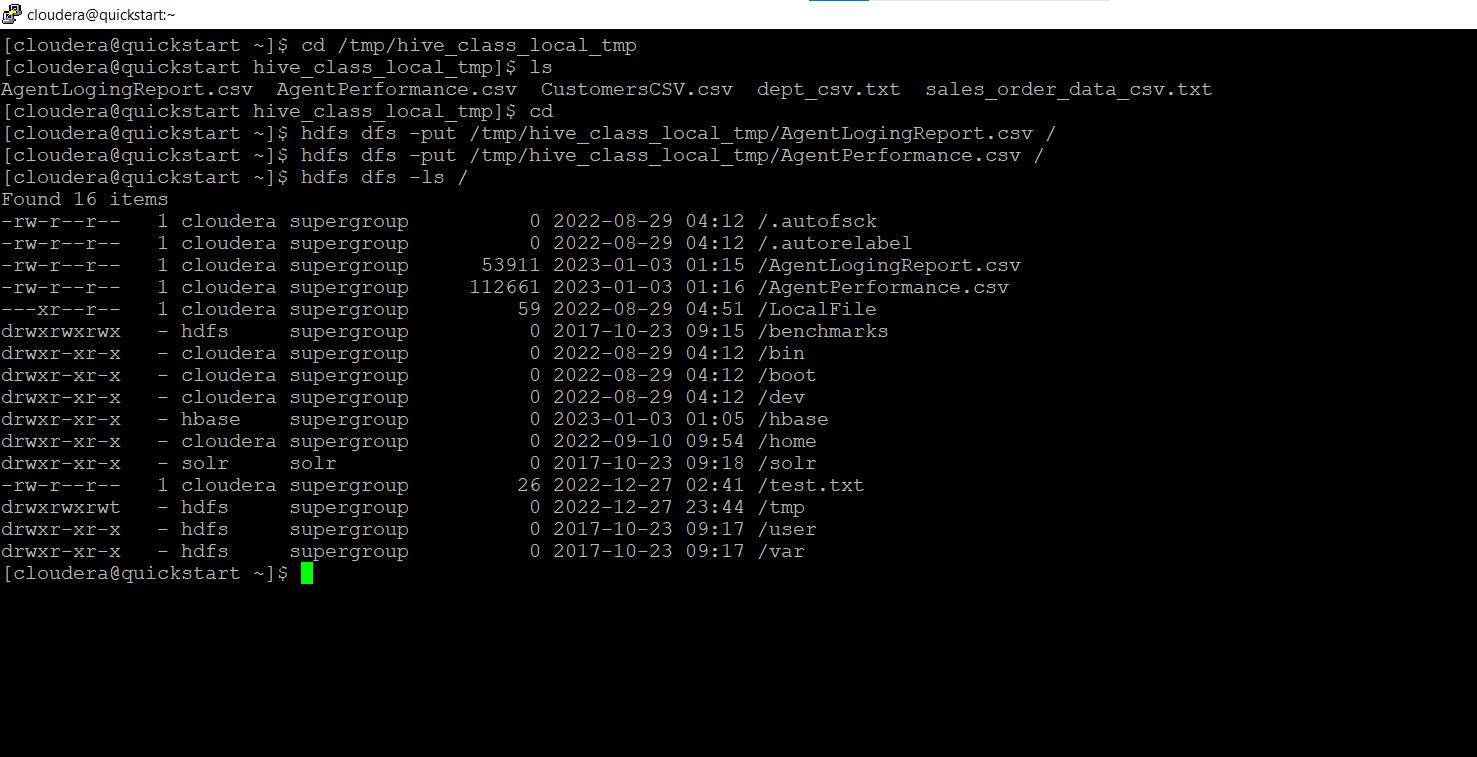 cloudera@quickstart:~
[cloudera@quickstart ~]$ cd /tmp/hive_class_local_tmp
[cloudera@quickstart hive_class_local_tmp]$ ls
AgentLogingReport.csv  AgentPerformance.csv  CustomersCSV.csv  dept_csv.txt  sales_order_data_csv.txt
[cloudera@quickstart hive_class_local_tmp]$ cd
[cloudera@quickstart ~]$ hdfs dfs -put /tmp/hive_class_local_tmp/AgentLogingReport.csv /
[cloudera@quickstart ~]$ hdfs dfs -put /tmp/hive_class_local_tmp/AgentPerformance.csv /
[cloudera@quickstart ~]$ hdfs dfs -ls /
Found 16 items
-rw-r--r--   1 cloudera supergroup          0 2022-08-29 04:12 /.autofsck
-rw-r--r--   1 cloudera supergroup          0 2022-08-29 04:12 /.autorelabel
-rw-r--r--   1 cloudera supergroup      53911 2023-01-03 01:15 /AgentLogingReport.csv
-rw-r--r--   1 cloudera supergroup     112661 2023-01-03 01:16 /AgentPerformance.csv
---xr--r--   1 cloudera supergroup         59 2022-08-29 04:51 /LocalFile
drwxrwxrwx   - hdfs     supergroup          0 2017-10-23 09:15 /benchmarks
drwxr-xr-x   - cloudera supergroup          0 2022-08-29 04:12 /bin
drwxr-xr-x   - cloudera supergroup          0 2022-08-29 04:12 /boot
drwxr-xr-x   - cloudera supergroup          0 2022-08-29 04:12 /dev
drwxr-xr-x   - hbase    supergroup          0 2023-01-03 01:05 /hbase
drwxr-xr-x   - cloudera supergroup          0 2022-09-10 09:54 /home
drwxr-xr-x   - solr     solr                0 2017-10-23 09:18 /solr
-rw-r--r--   1 cloudera supergroup         26 2022-12-27 02:41 /test.txt
drwxrwxrwt   - hdfs     supergroup          0 2022-12-27 23:44 /tmp
drwxr-xr-x   - hdfs     supergroup          0 2017-10-23 09:17 /user
drwxr-xr-x   - hdfs     supergroup          0 2017-10-23 09:17 /var
[cloudera@quickstart ~]$